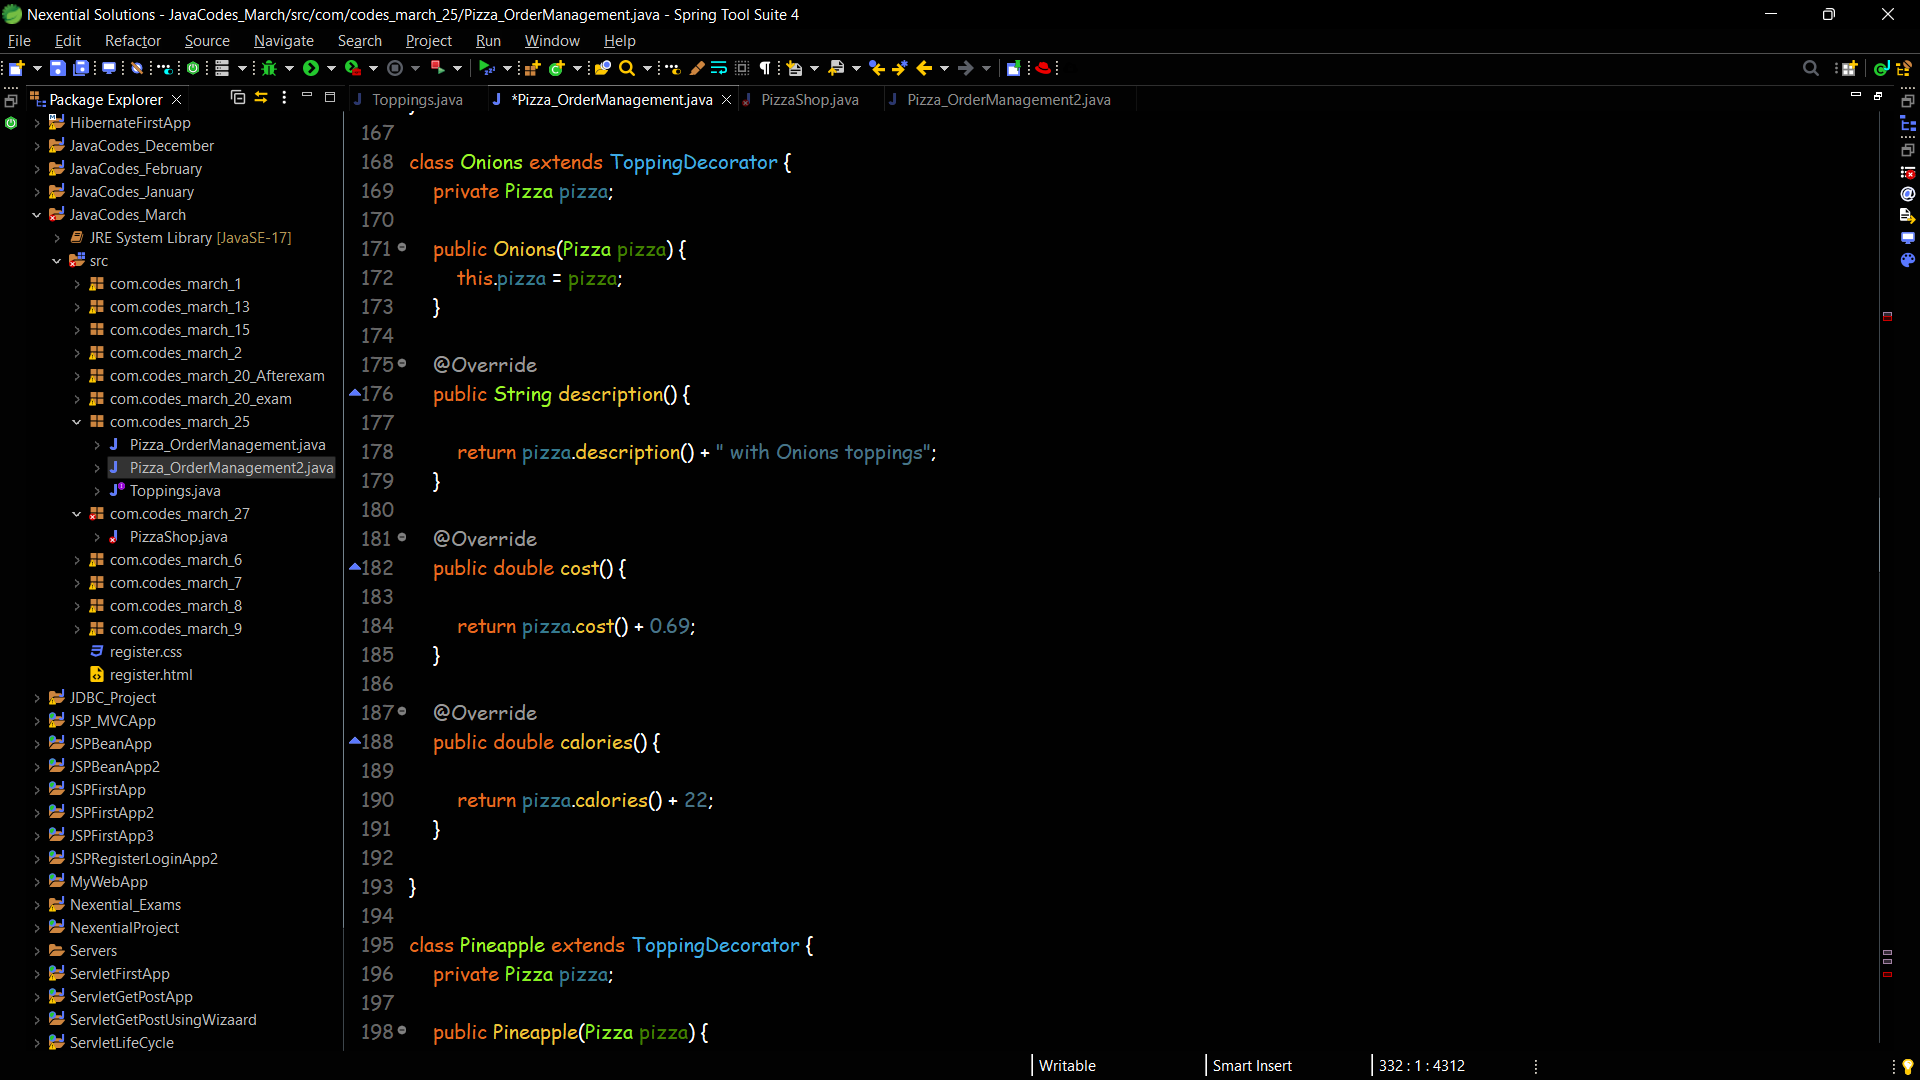 Nexential Solutions - JavaCodes_March/src/com/codes_march_25/Pizza_OrderManagement.java - Spring Tool Suite 4
File Edit Refactor Source Navigate Search Project Run Window Help
Package Explorer
Toppings.java *Pizza_OrderManagement.java PizzaShop.java Pizza_OrderManagement2.java
HibernateFirstApp
JavaCodes_December
JavaCodes_February
JavaCodes_January
JavaCodes_March
JRE System Library [JavaSE-17]
src
com.codes_march_1
com.codes_march_13
com.codes_march_15
com.codes_march_2
com.codes_march_20_Afterexam
com.codes_march_20_exam
com.codes_march_25
Pizza_OrderManagement.java
Pizza_OrderManagement2.java
Toppings.java
com.codes_march_27
PizzaShop.java
com.codes_march_6
com.codes_march_7
com.codes_march_8
com.codes_march_9
register.css
register.html
JDBC_Project
JSP_MVCApp
JSPBeanApp
JSPBeanApp2
JSPFirstApp
JSPFirstApp2
JSPFirstApp3
JSPRegisterLoginApp2
MyWebApp
Nexential_Exams
NexentialProject
Servers
ServletFirstApp
ServletGetPostApp
ServletGetPostUsingWizaard
ServletLifeCycle
167
168 class Onions extends ToppingDecorator {
169 private Pizza pizza;
170
171 public Onions(Pizza pizza) {
172 this.pizza = pizza;
173 }
174
175 @Override
176 public String description() {
177
178 return pizza.description() + " with Onions toppings";
179 }
180
181 @Override
182 public double cost() {
183
184 return pizza.cost() + 0.69;
185 }
186
187 @Override
188 public double calories() {
189
190 return pizza.calories() + 22;
191 }
192
193 }
194
195 class Pineapple extends ToppingDecorator {
196 private Pizza pizza;
197
198 public Pineapple(Pizza pizza) {
Writable Smart Insert 332 : 1 : 4312